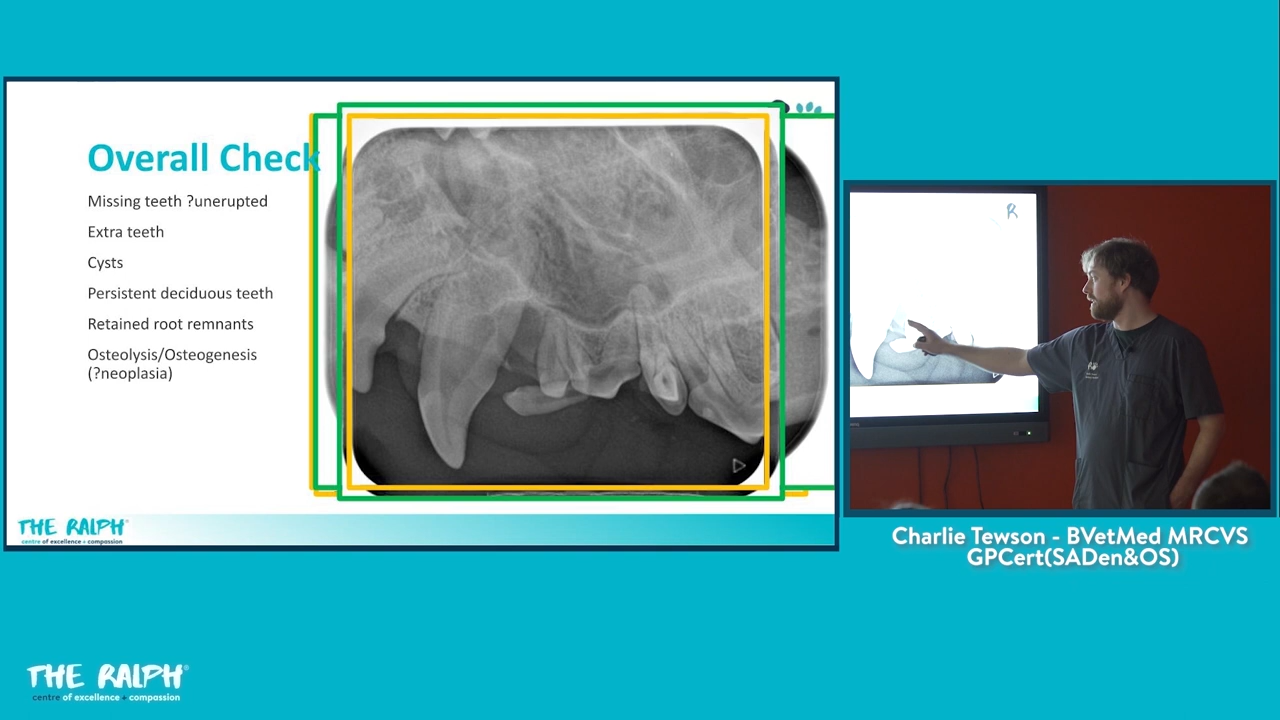 Overall Check
Missing teeth ?unerupted
Extra teeth
Cysts
Persistent deciduous teeth
Retained root remnants
Osteolysis/Osteogenesis
(?neoplasia)
THE RALPH®
centre of excellence + compassion
R
Charlie Tewson - BVetMed MRCVS
GPCert(SADen&OS)
THE RALPH®
centre of excellence + compassion